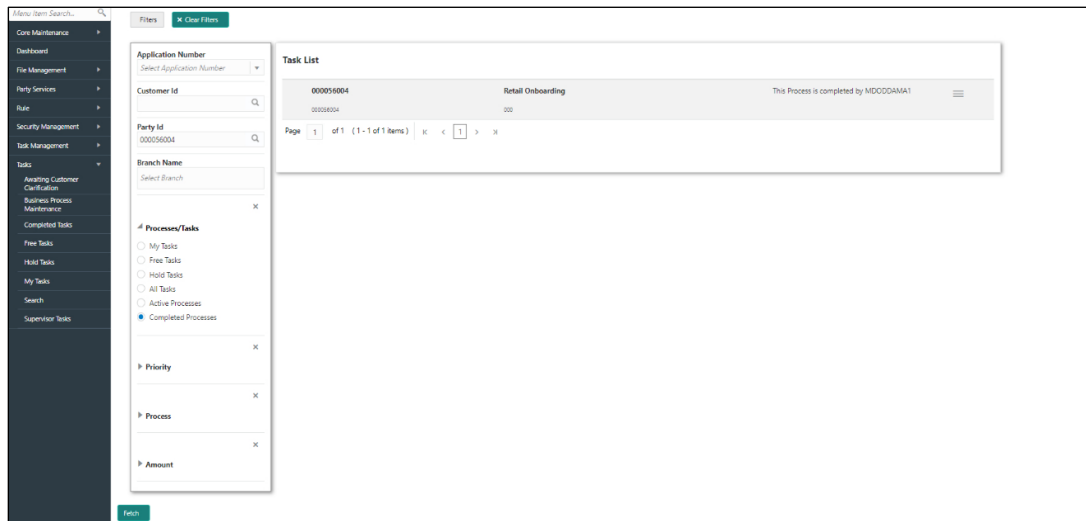 Menu Item Search...
Core Maintenance
Dashboard
File Management
Party Services
Rule
Security Management
Task Management
Tasks
Awaiting Customer
Clarification
Business Process
Maintenance
Completed Tasks
Free Tasks
Hold Tasks
My Tasks
Search
Supervisor Tasks
Filters
× Clear Filters
Application Number
Select Application Number
Customer Id
Party Id
000056004
Branch Name
Select Branch
Processes/Tasks
My Tasks
Free Tasks
Hold Tasks
All Tasks
Active Processes
Completed Processes
Priority
Process
Amount
Fetch
Task List
000056004 Retail Onboarding This Process is completed by MDODDAMA1
000056004 000
Page 1 of 1 (1 - 1 of 1 items) K < 1 > X